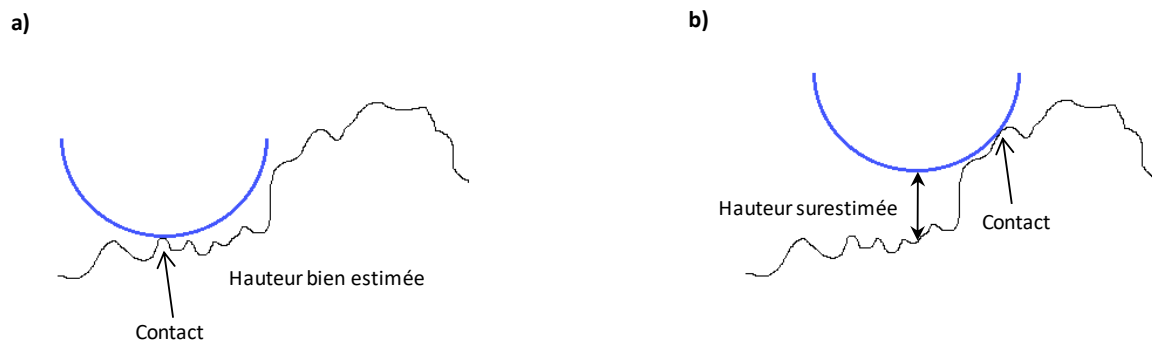 a)
Hauteur bien estimée
Contact
b)
Hauteur surestimée
Contact